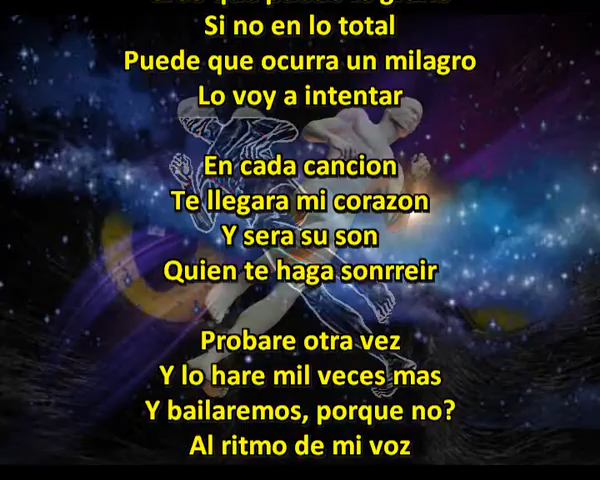 Si no en lo total
Puede que ocurra un milagro
Lo voy a intentar
En cada cancion
Te llegara mi corazon
Y sera su son
Quien te haga sonrreir
Probare otra vez
Y lo hare mil veces mas
Y bailaremos, porque no?
Al ritmo de mi voz